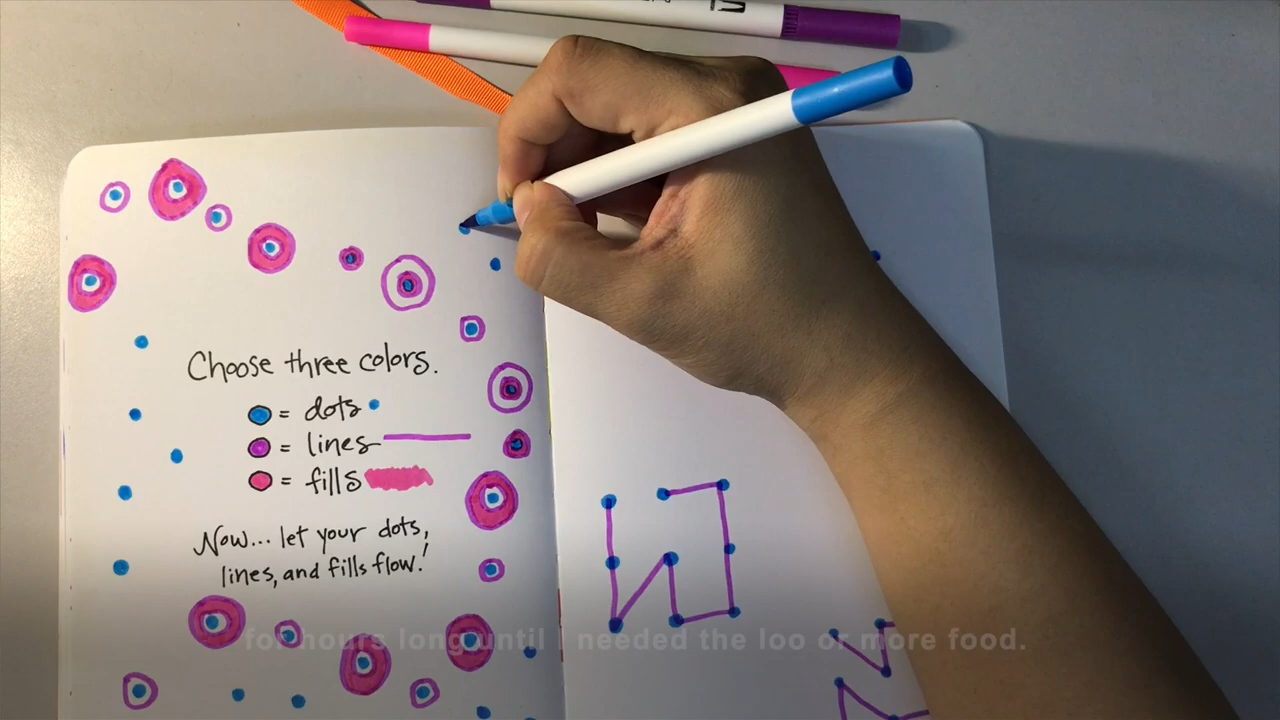 Choose three colors.
= dots
= lines
= fills
Now... let your dots,
lines, and fills flow!
for hours long until I needed the loo or more food.